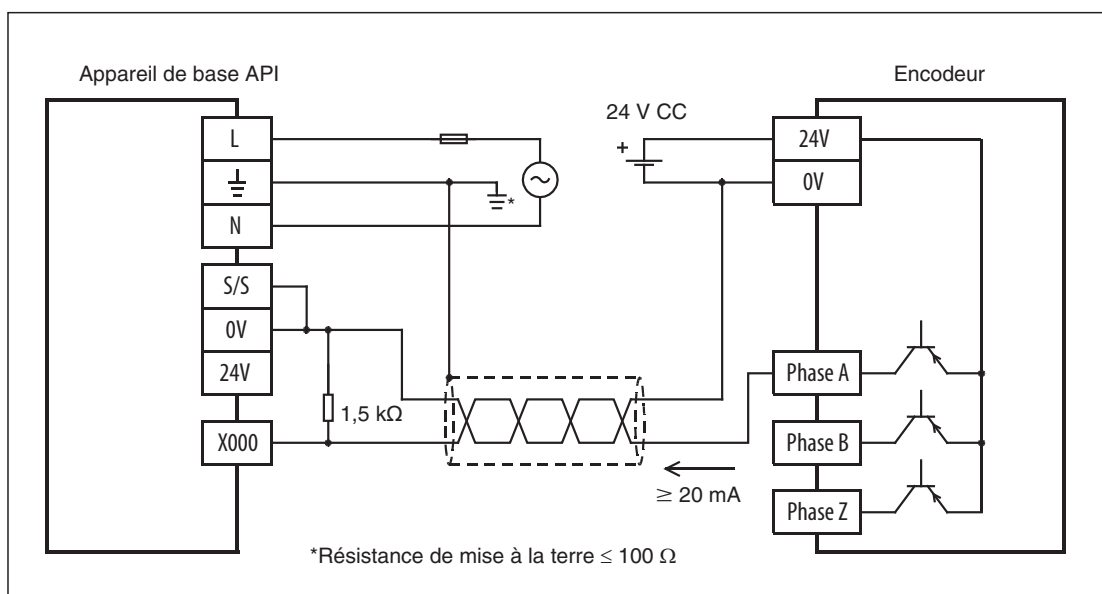 Appareil de base API
Encodeur
24 V CC
+
L
N
*
24V
0V
S/S
0V
24V
X000
1,5 kΩ
Phase A
Phase B
Phase Z
≥ 20 mA
*Résistance de mise à la terre ≤ 100 Ω